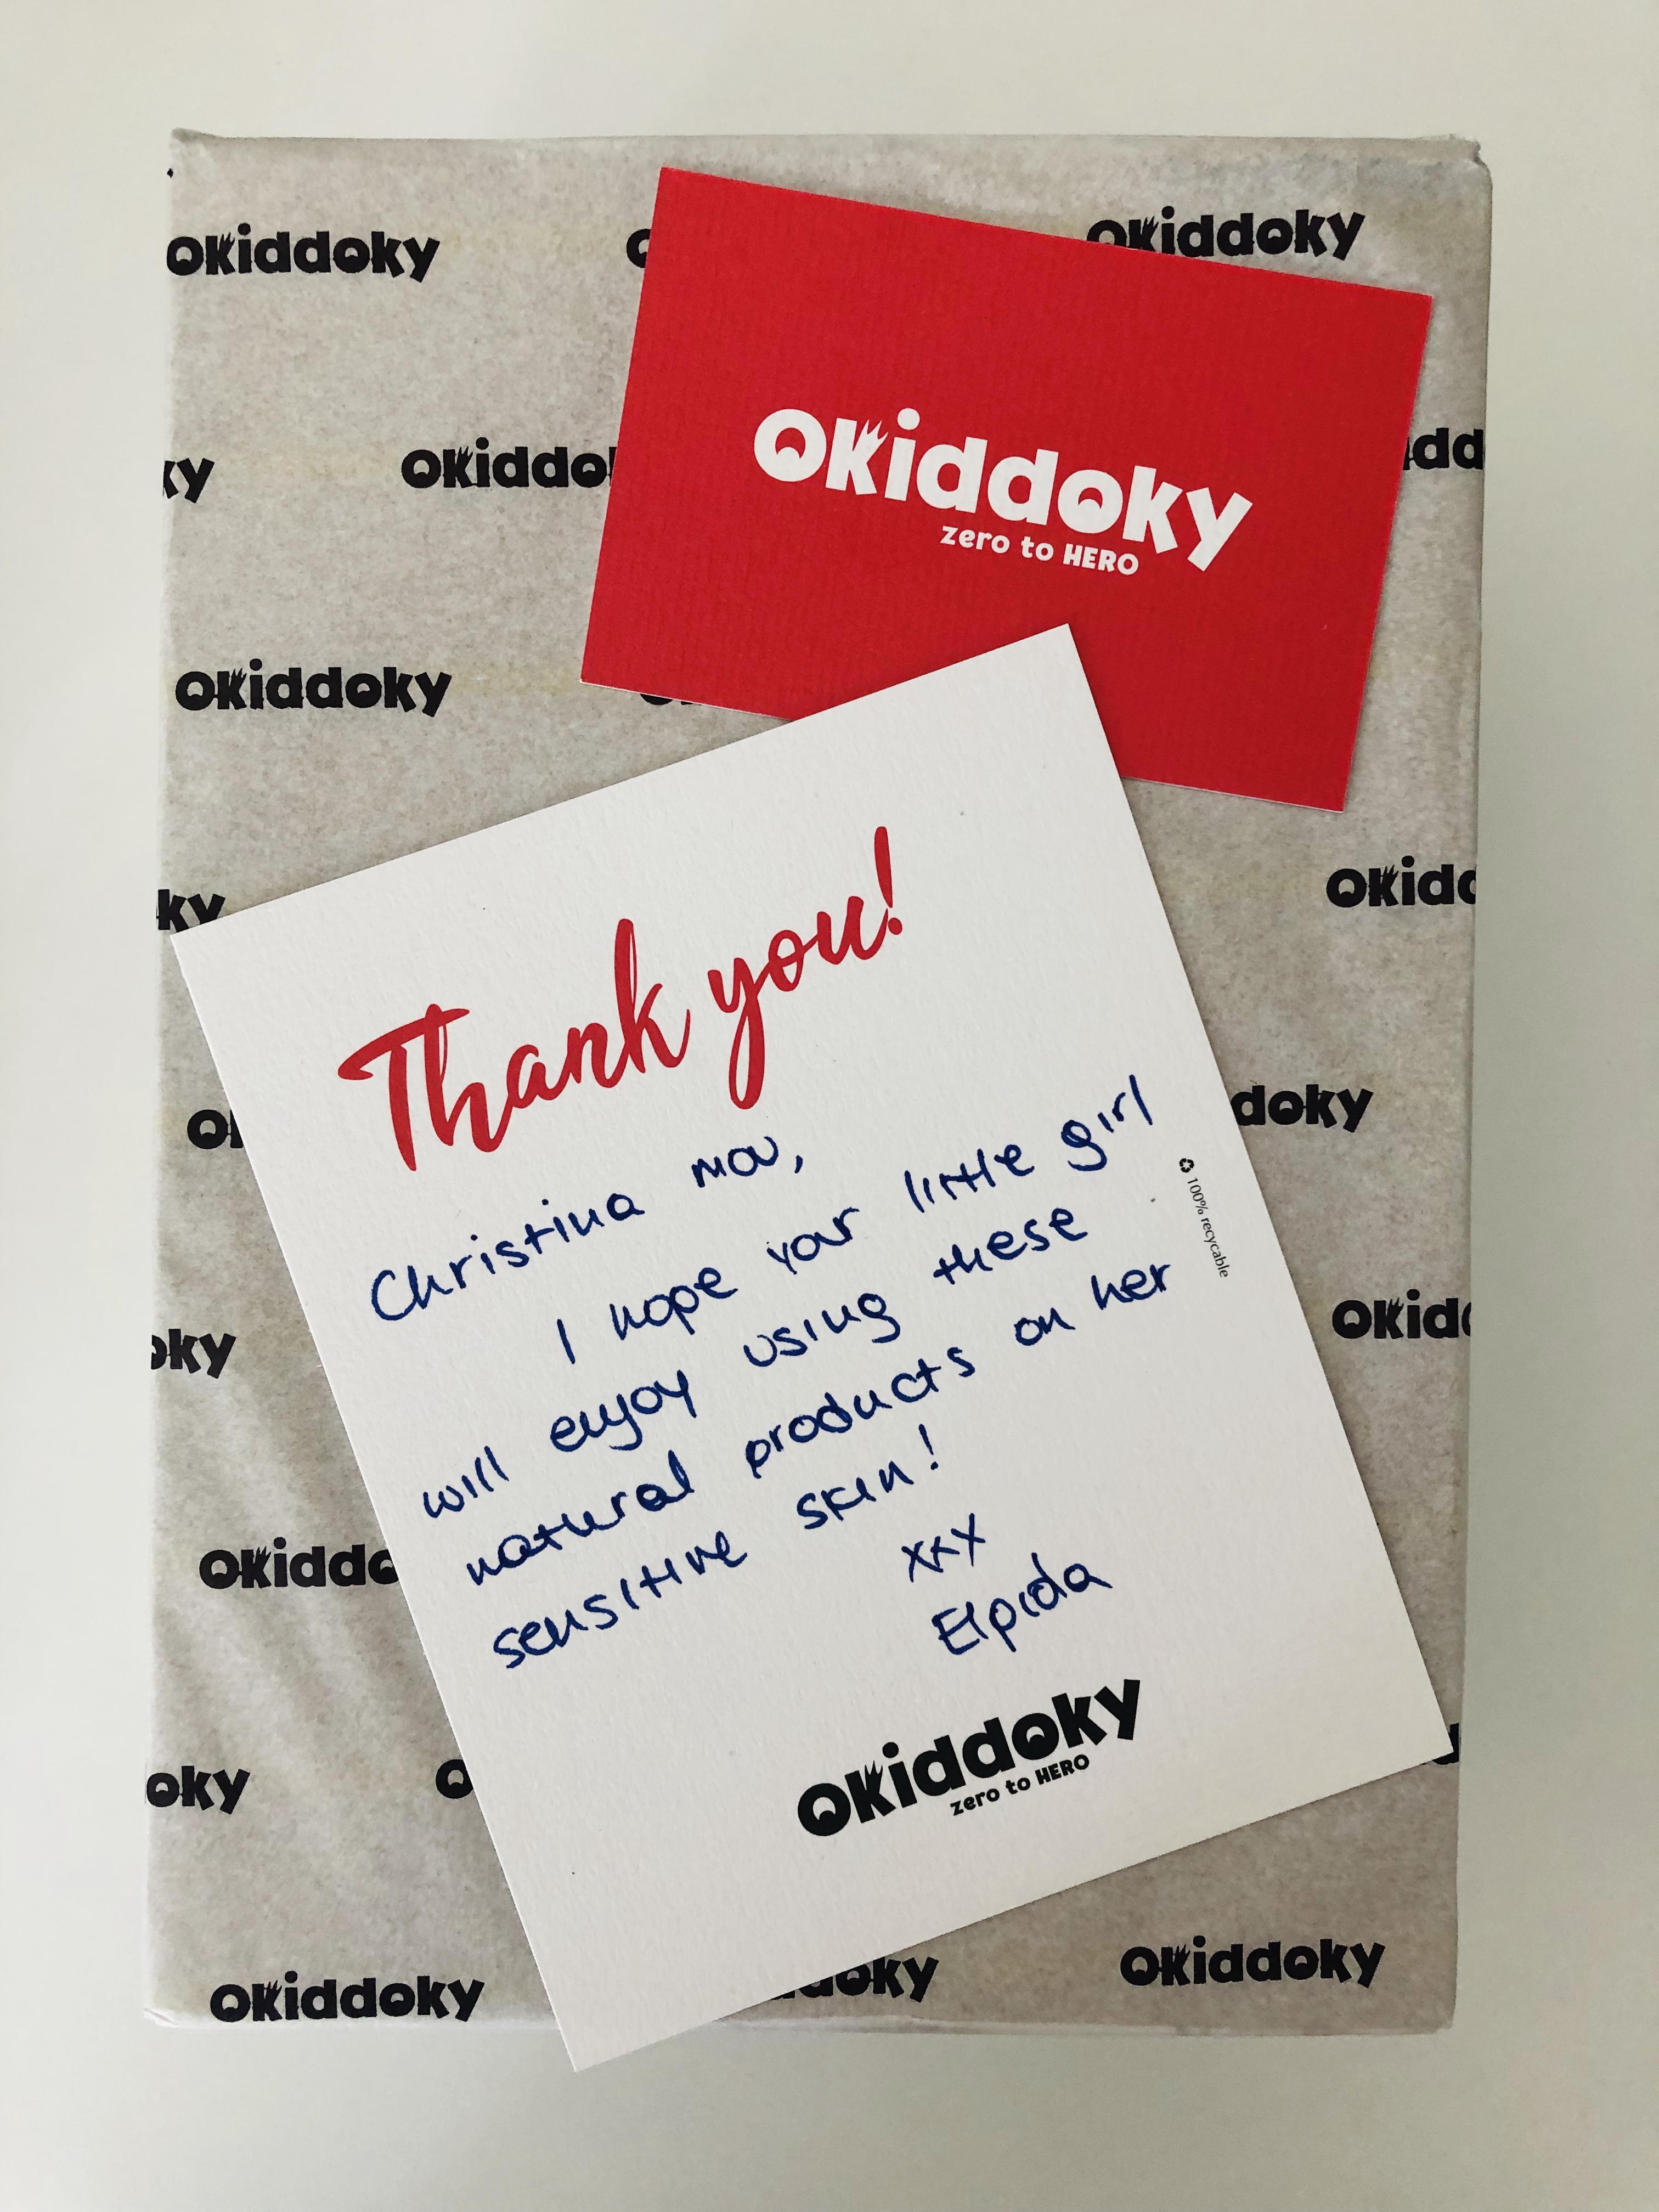 Okiddoky
Okiddoky
Okiddoky
zero to HERO
Okiddoky
Thank you!
Christina mou,
I hope your little girl
will enjoy using these
natural products on her
sensitive skin!
xxx
Elpida
100% recycable
Okiddoky
zero to HERO
Okiddoky
Okiddoky